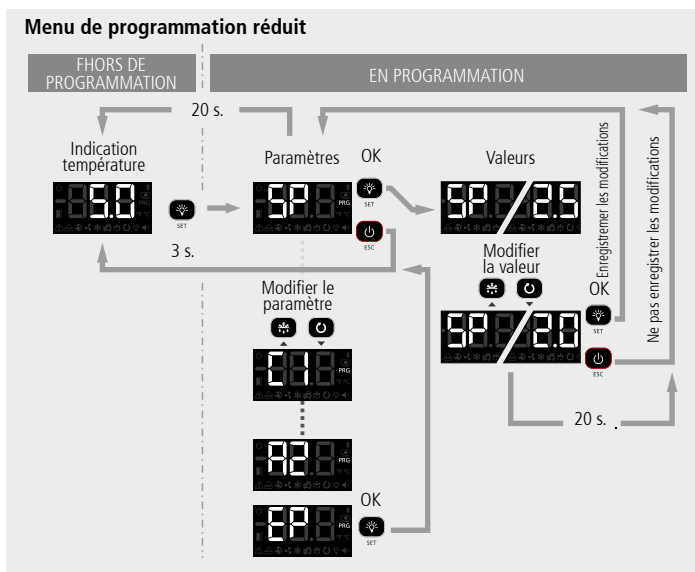 Menu de programmation réduit
FHORS DE
PROGRAMMATION
EN PROGRAMMATION
20 s.
Indication
température
Paramètres
OK
Valeurs
5.0
SET
SP
PRG
SET
SP / 2.5
3 s.
ESC
Modifier
la valeur
Enregistremer les modifications
Ne pas enregistrer les modifications
Modifier le
paramètre
OK
SP / 2.0
SET
C1
PRG
ESC
20 s.
.
A2
PRG
OK
EP
PRG
SET